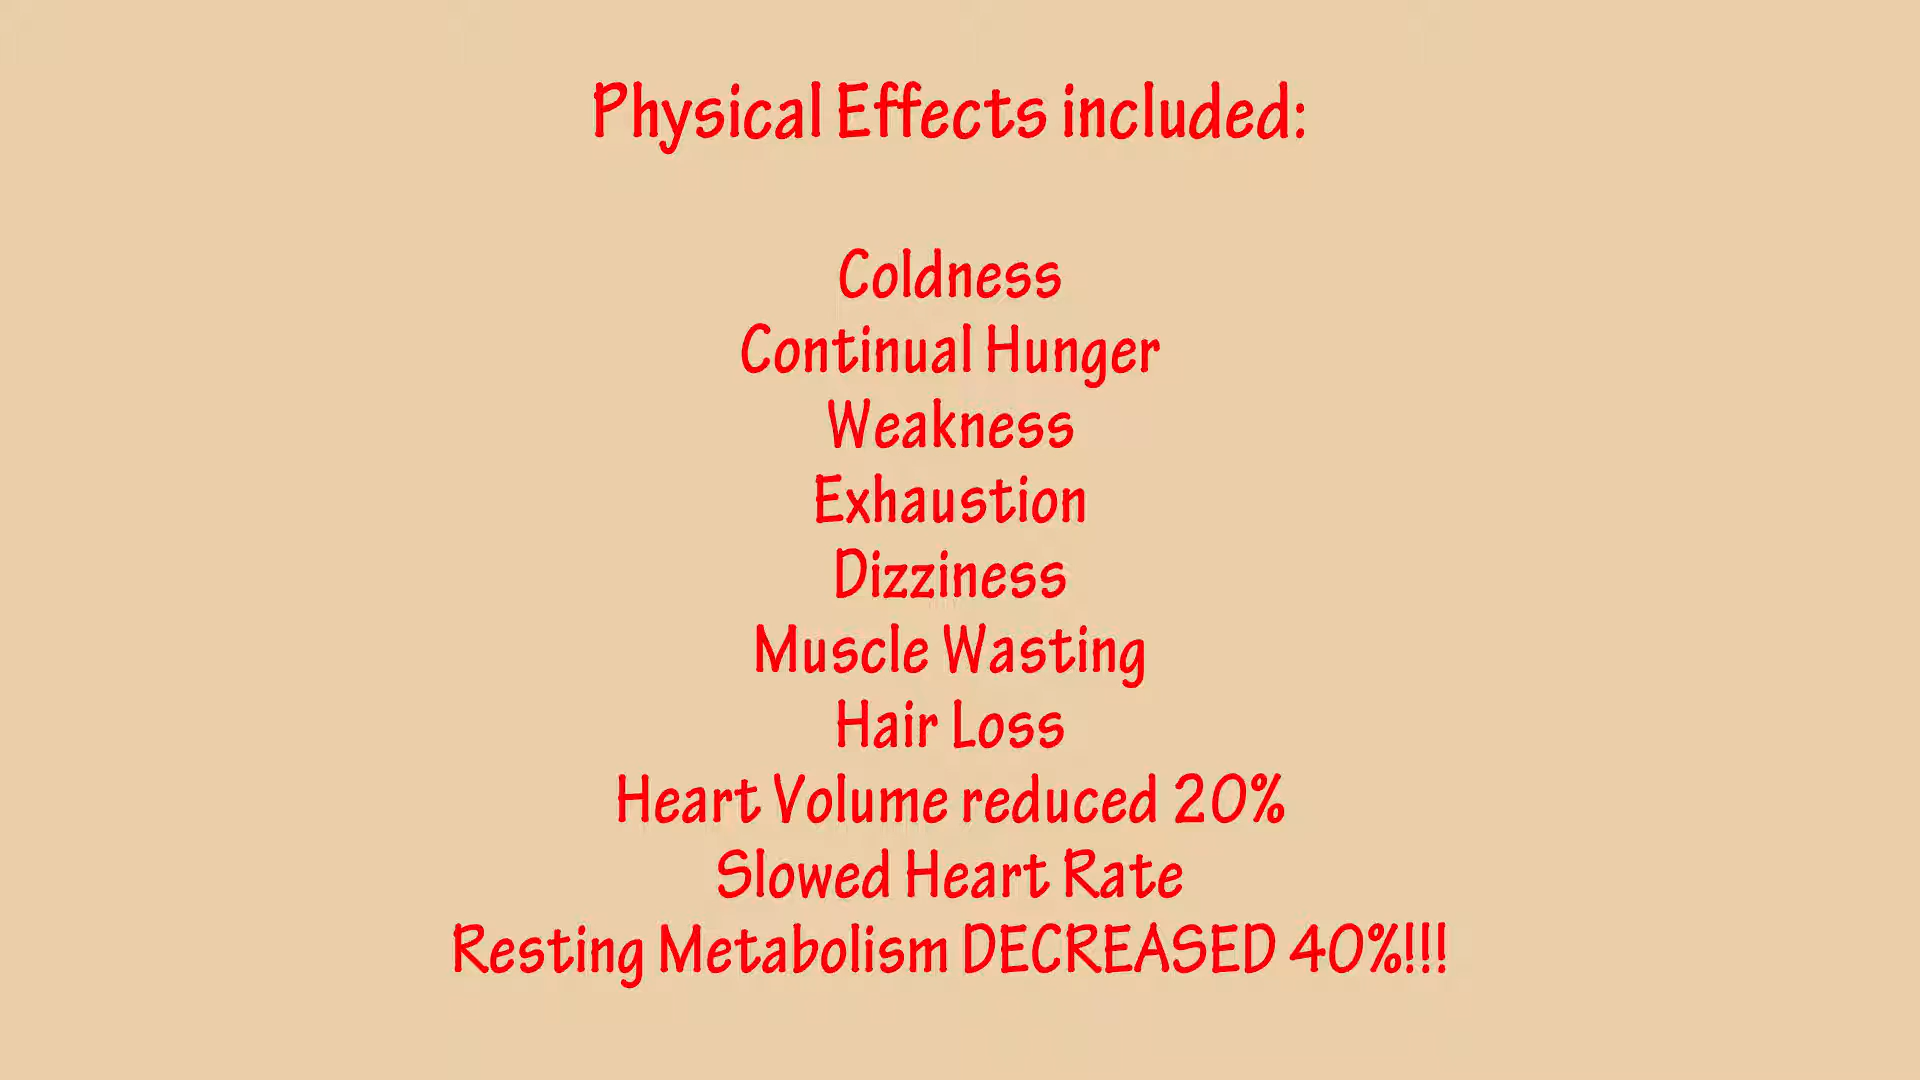 Physical Effects included:
Coldness
Continual Hunger
Weakness
Exhaustion
Dizziness
Muscle Wasting
Hair Loss
Heart Volume reduced 20%
Slowed Heart Rate
Resting Metabolism DECREASED 40%!!!